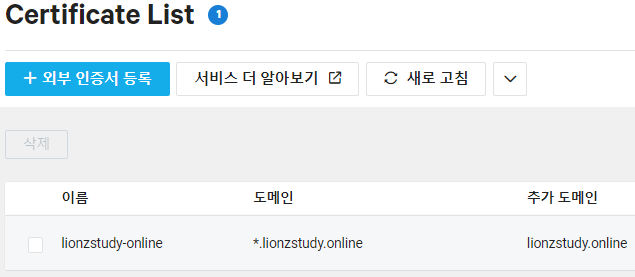 Certificate List 1
+ 외부 인증서 등록 서비스 더 알아보기 새로 고침
삭제
이름 도메인 추가 도메인
lionzstudy-online *.lionzstudy.online lionzstudy.online